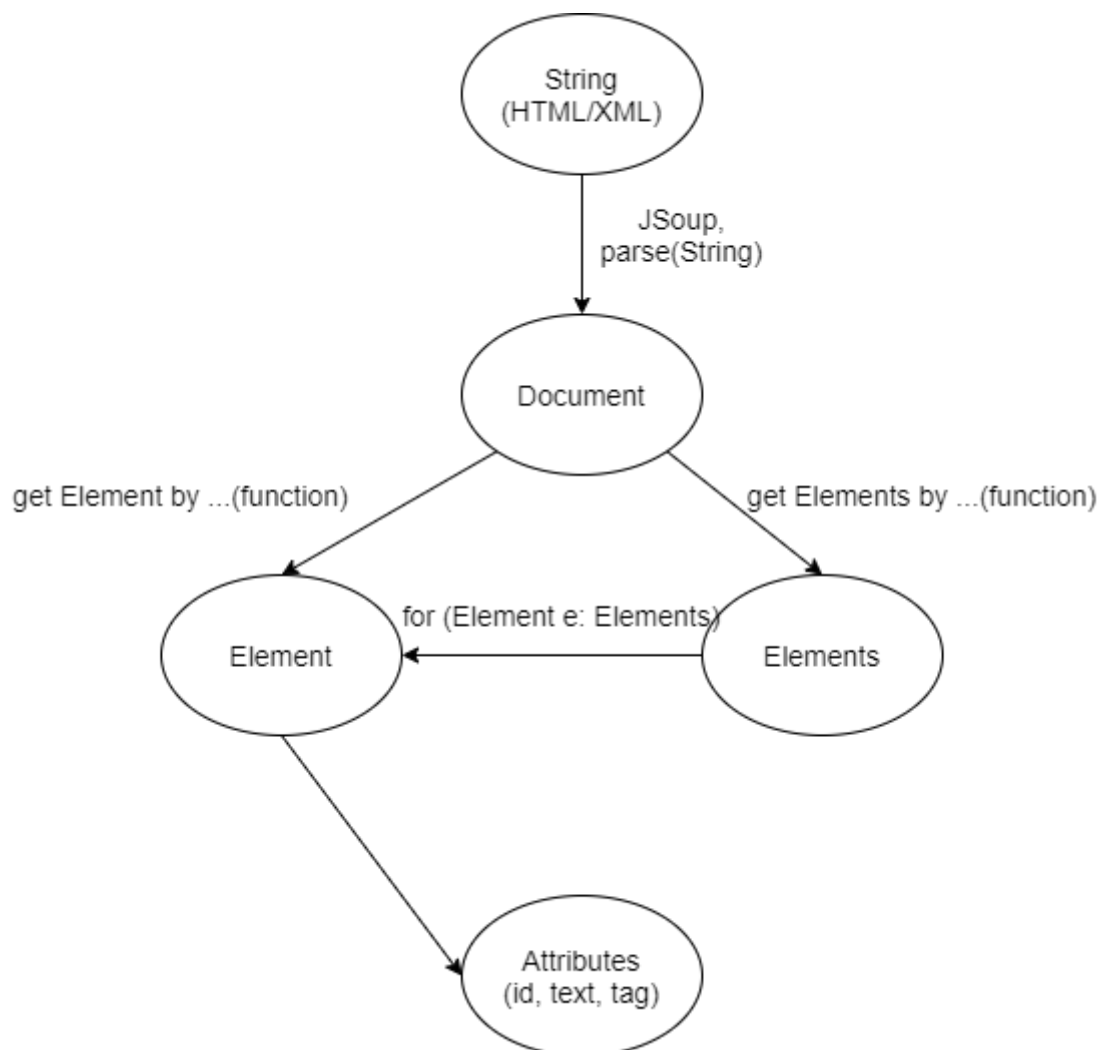 String
(HTML/XML)
JSoup,
parse(String)
Document
get Element by ...(function)
get Elements by ...(function)
for (Element e: Elements)
Element
Elements
Attributes
(id, text, tag)